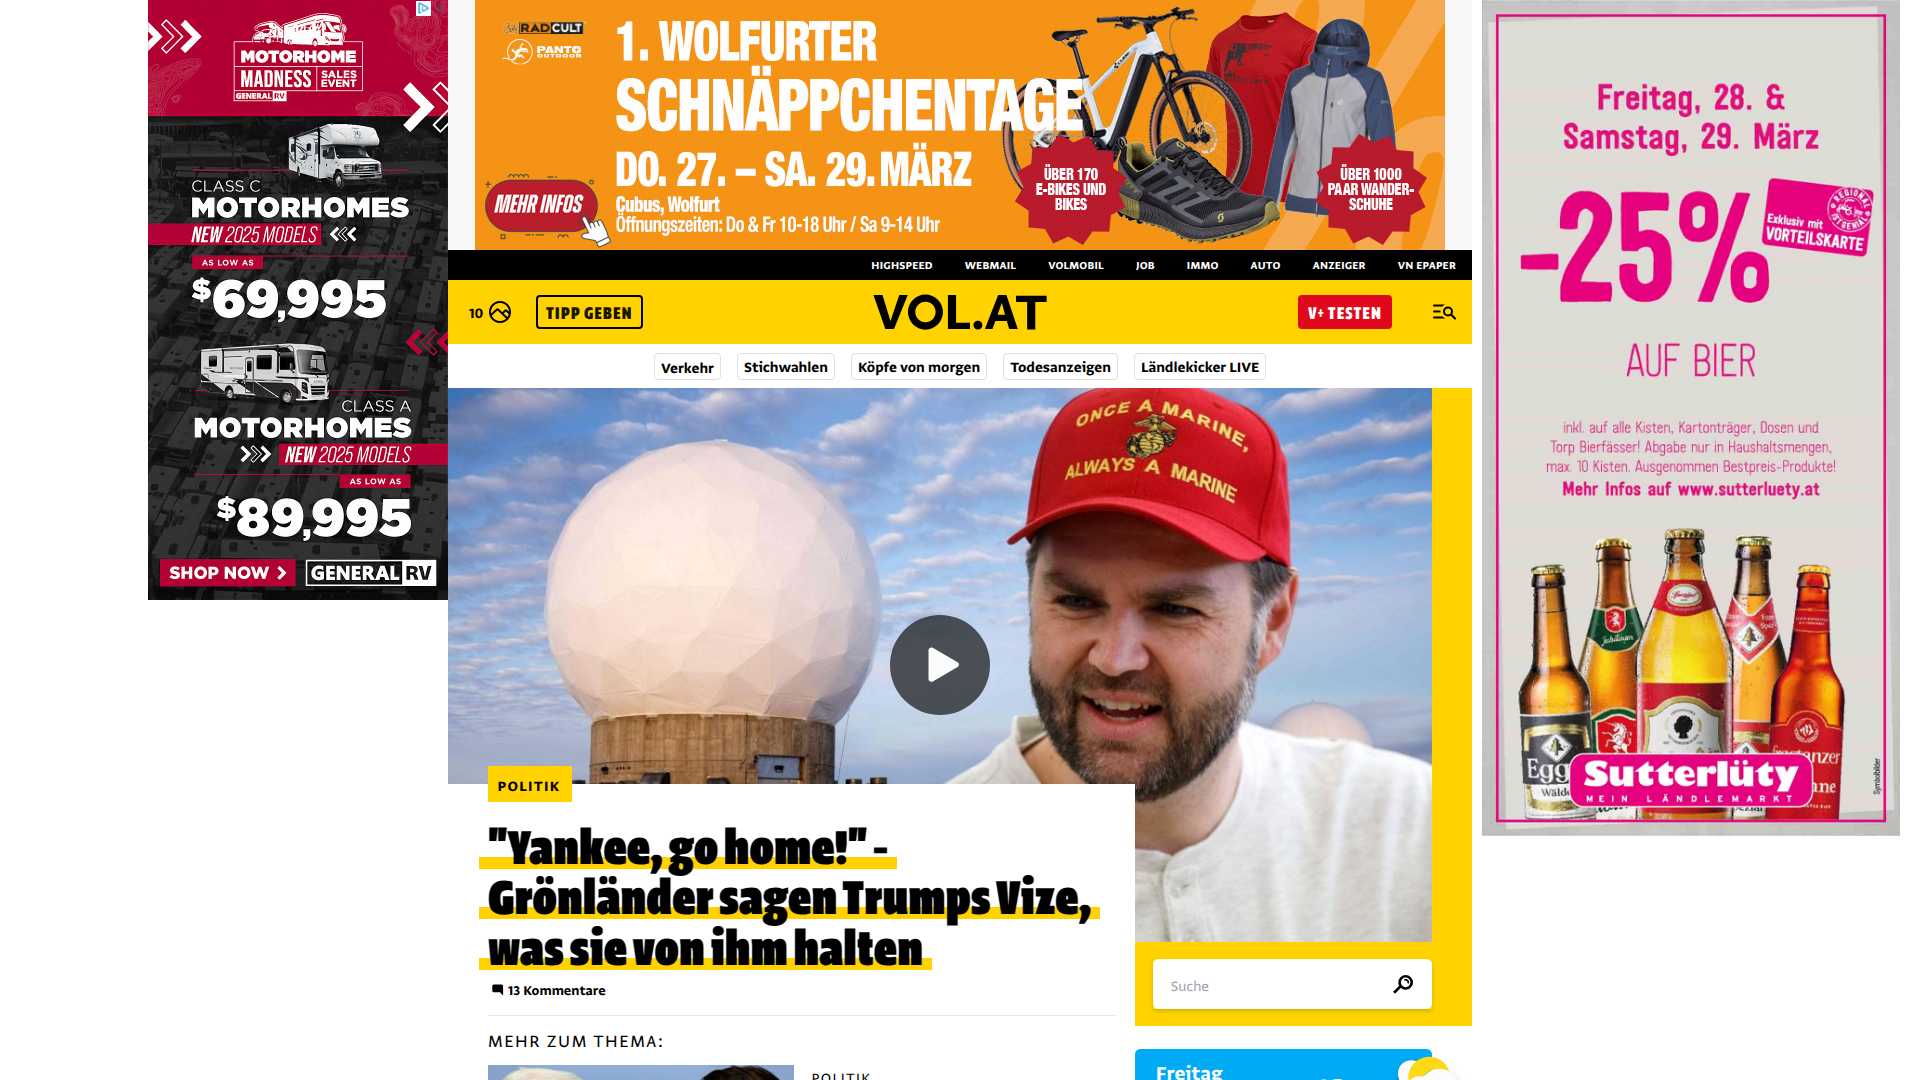 MOTORHOME
MADNESS
SALES
EVENT
GENERAL RV
CLASS C
MOTORHOMES
NEW 2025 MODELS
AS LOW AS
$69,995
CLASS A
MOTORHOMES
NEW 2025 MODELS
AS LOW AS
$89,995
SHOP NOW
GENERAL RV
RADCULT
PANTO
OUTDOOR
1. WOLFURTER
SCHNÄPPCHENTAGE
DO. 27. – SA. 29. MÄRZ
MEHR INFOS
Cubus, Wolfurt
Öffnungszeiten: Do & Fr 10-18 Uhr / Sa 9-14 Uhr
ÜBER 170
E-BIKES UND
BIKES
ÜBER 1000
PAAR WANDER-
SCHUHE
HIGHSPEED WEBMAIL VOLMOBIL JOB IMMO AUTO ANZEIGER VN EPAPER
10 TIPP GEBEN VOL.AT V+ TESTEN
Verkehr Stichwahlen Köpfe von morgen Todesanzeigen Ländlekicker LIVE
ONCE A MARINE,
ALWAYS A MARINE
POLITIK
"Yankee, go home!" -
Grönländer sagen Trumps Vize,
was sie von ihm halten
13 Kommentare
MEHR ZUM THEMA:
POLITIK
Suche
Freitag
Freitag, 28. &
Samstag, 29. März
-25%
Exklusiv mit
VORTEILSKARTE
REGIONAL
IST GENIAL
AUF BIER
inkl. auf alle Kisten, Kartonträger, Dosen und
Torp Bierfässer! Abgabe nur in Haushaltsmengen,
max. 10 Kisten. Ausgenommen Bestpreis-Produkte!
Mehr Infos auf www.sutterluety.at
Egg
Wälde
Sutterlüty
MEIN LÄNDLEMARKT
Symbolbilder